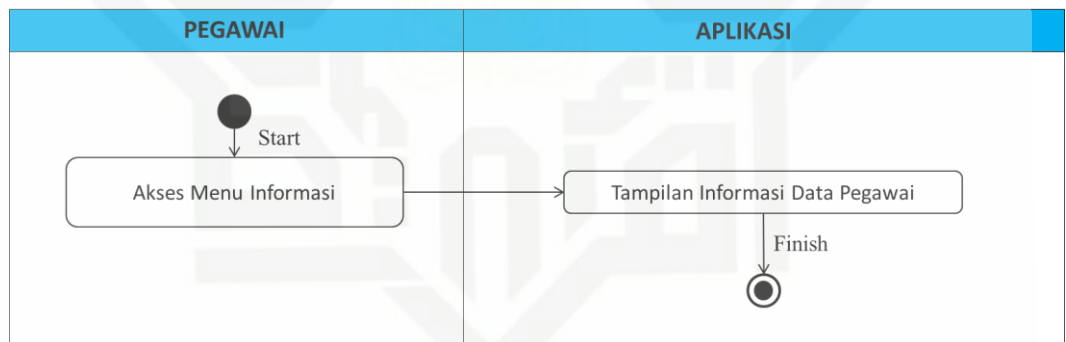 PEGAWAI
APLIKASI
Start
Akses Menu Informasi
Tampilan Informasi Data Pegawai
Finish